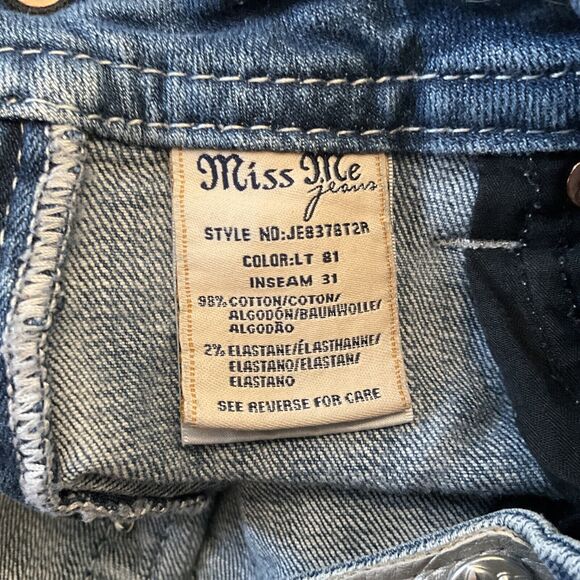 Miss Me
jeans
STYLE NO:JE8378T2R
COLOR:LT 81
INSEAM 31
98% COTTON/COTON/
ALGODÓN/BAUMWOLLE/
ALGODÃO
2% ELASTANE/ÉLASTHANNE/
ELASTANO/ELASTAN/
ELASTANO
SEE REVERSE FOR CARE